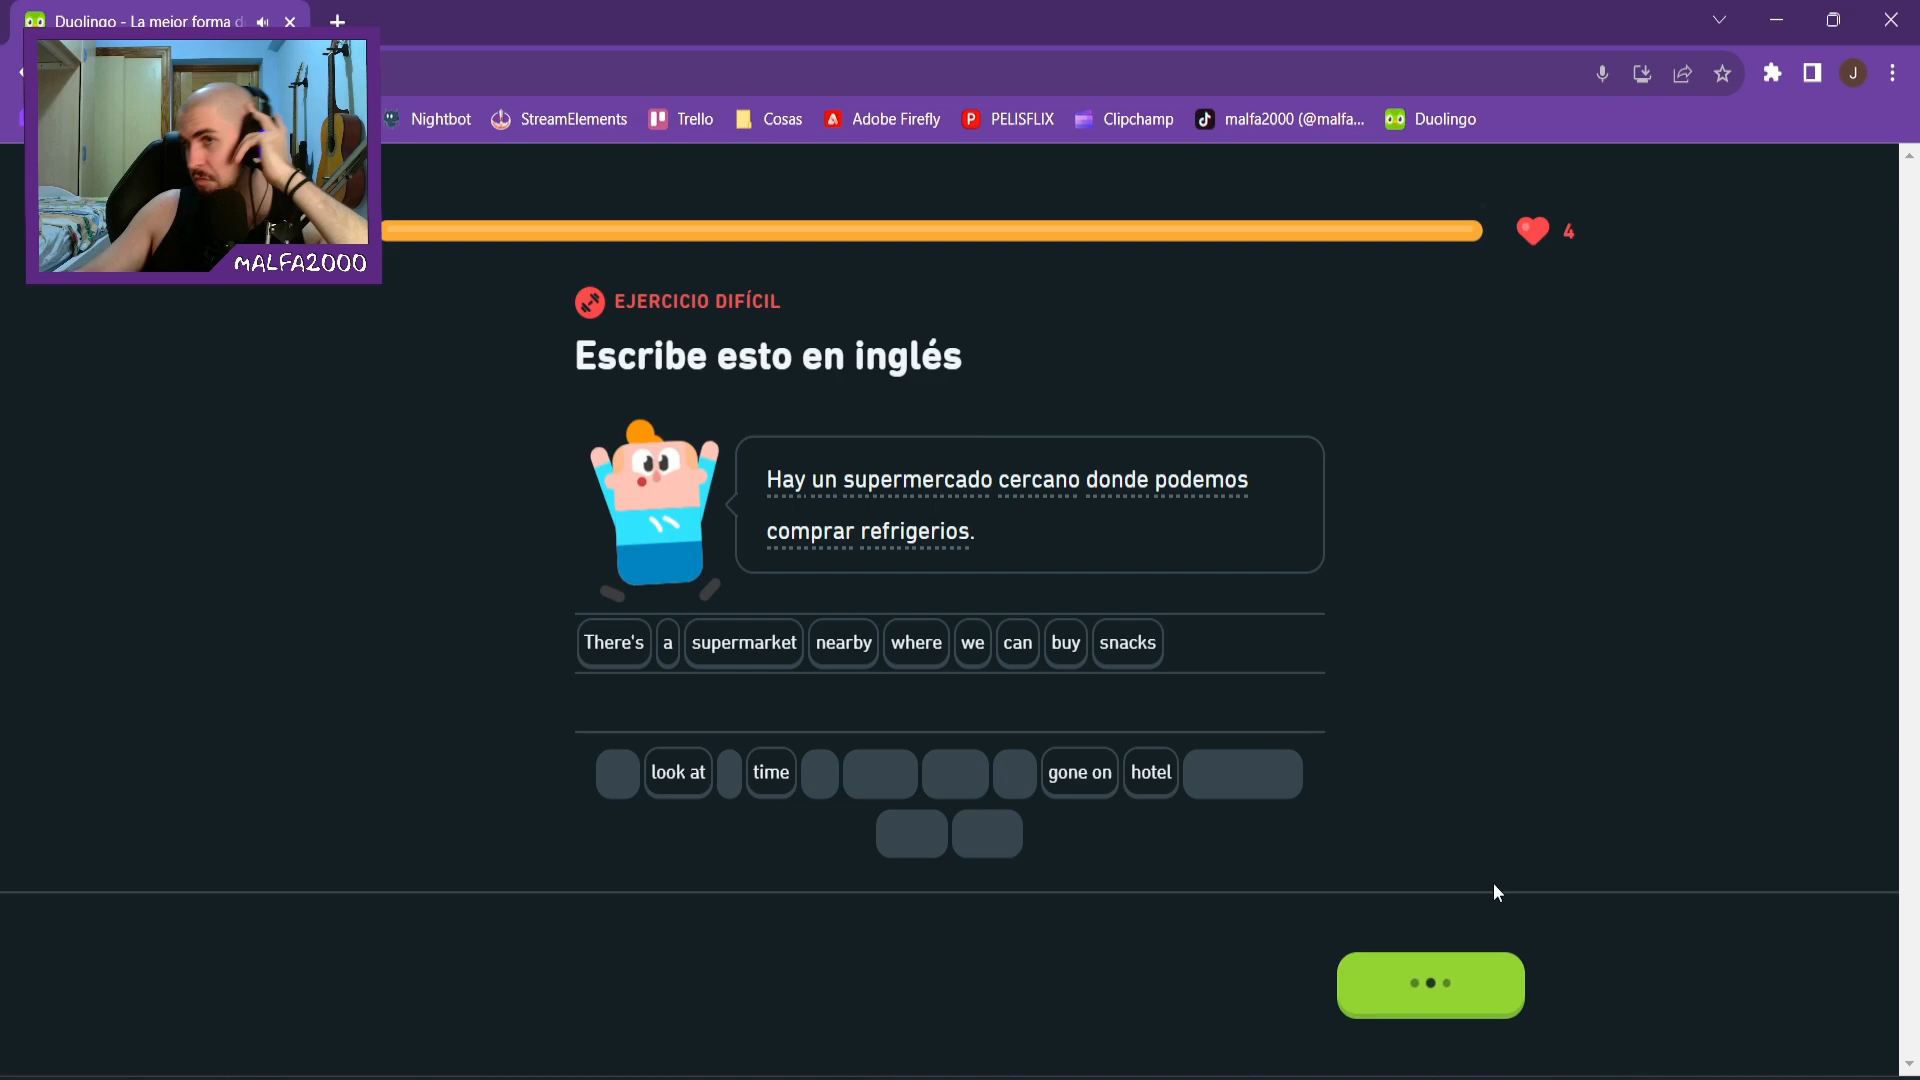 Duolingo - La mejor forma d
Nightbot
StreamElements
Trello
Cosas
Adobe Firefly
P PELISFLIX
Clipchamp
malfa2000 (@malfa...
Duolingo
J
MALFA2000
4
EJERCICIO DIFÍCIL
Escribe esto en inglés
Hay un supermercado cercano donde podemos
comprar refrigerios.
There's a supermarket nearby where we can buy snacks
look at time gone on hotel